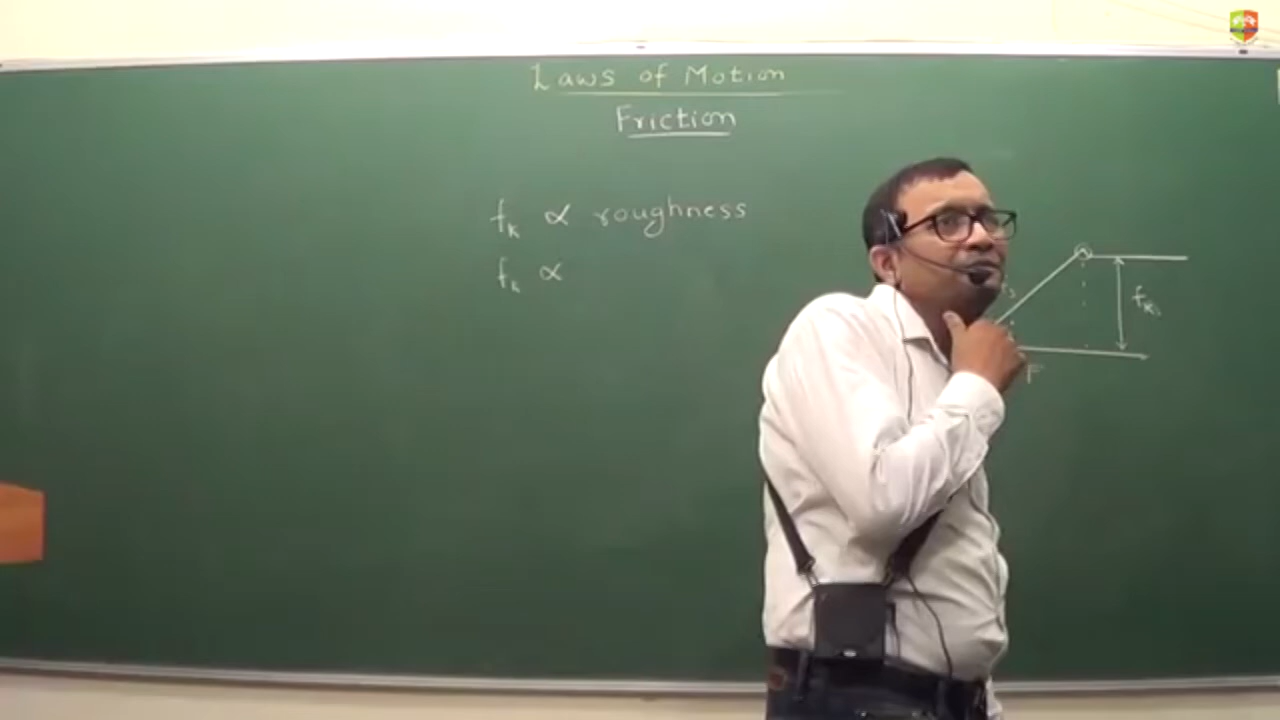 Laws of Motion
Friction
fₖ ∝ roughness
fₖ ∝
fₖ
F